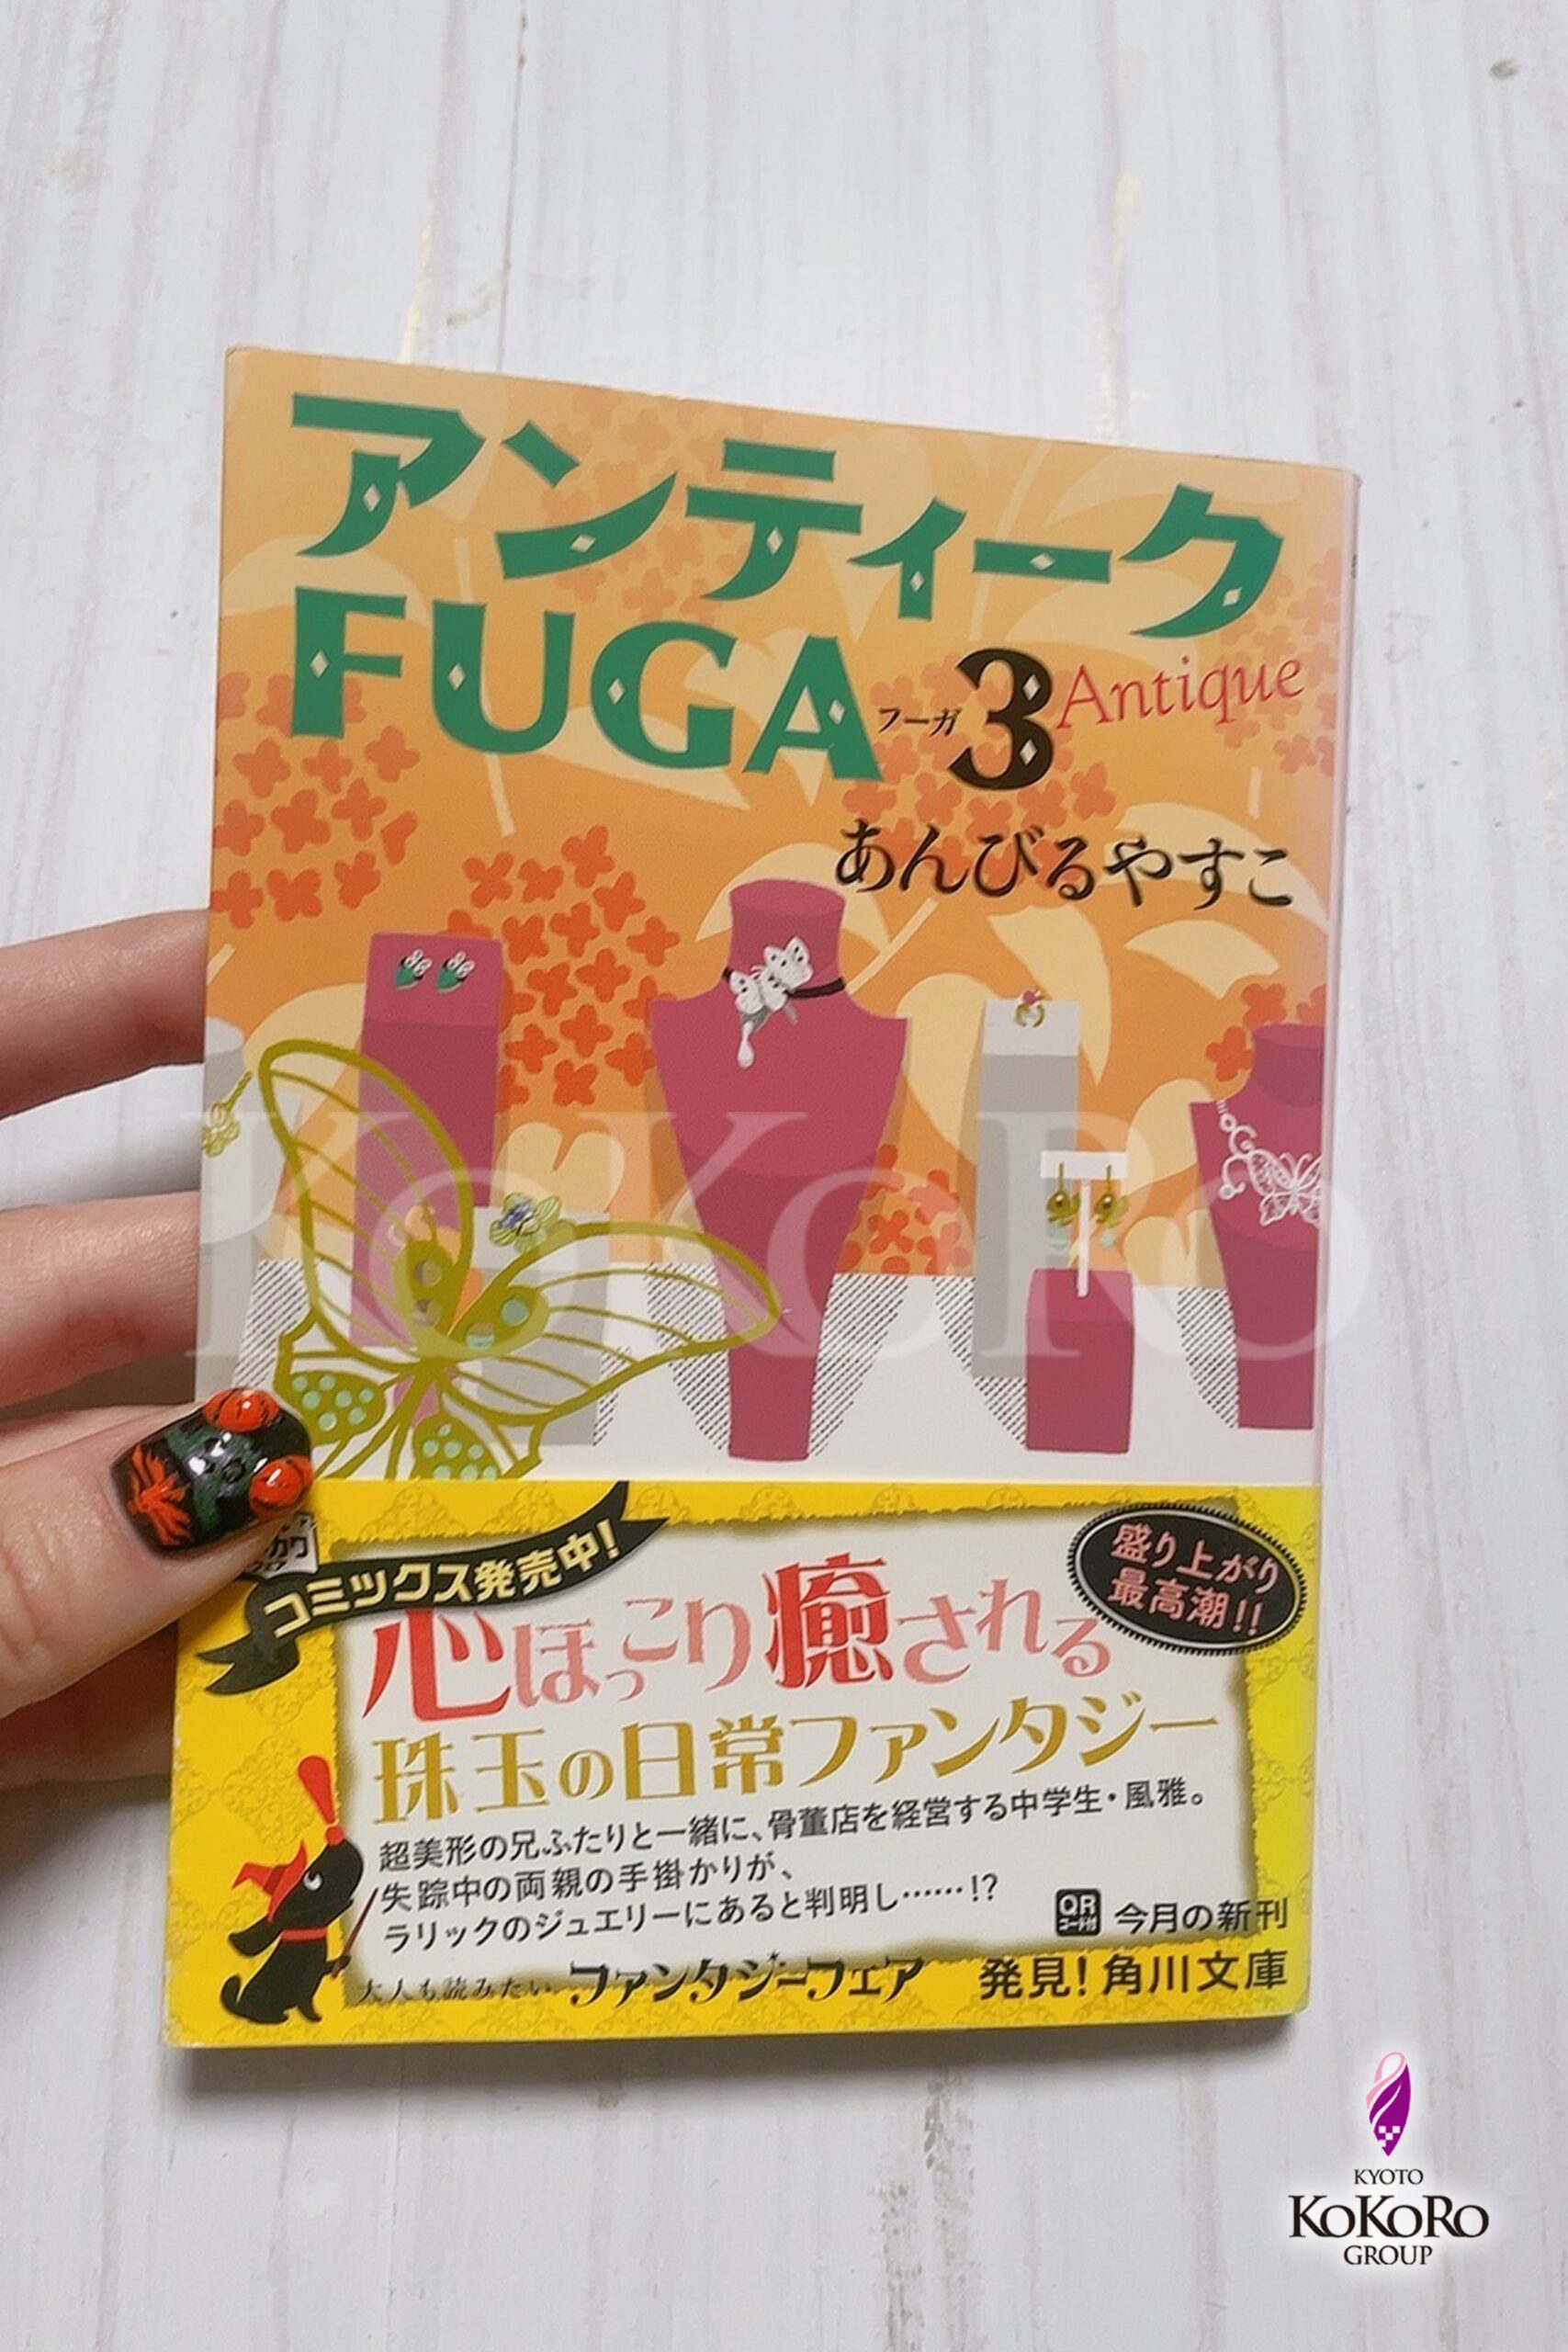 アンティーク
FUGA
フーガ
3
Antique
あんびるやすこ
KoKoRo
コミックス発売中!
盛り上がり
最高潮!!
心ほっこり癒される
珠玉の日常ファンタジー
超美形の兄ふたりと一緒に、骨董店を経営する中学生・風雅。
失踪中の両親の手掛かりが、
ラリックのジュエリーにあると判明し……!?
QR
コード付
今月の新刊
大人も読みたい ファンタジーフェア
発見!角川文庫
KYOTO
KoKoRo
GROUP